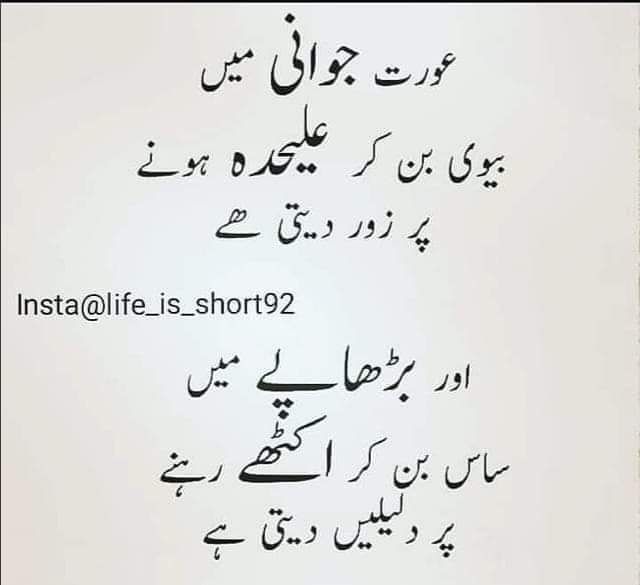 عورت جوانی میں
بیوی بن کر علیحدہ ہونے
پر زور دیتی ھے
Insta@life_is_short92
اور بڑھاپے میں
ساس بن کر اکٹھے رہنے
پر دلیلیں دیتی ہے